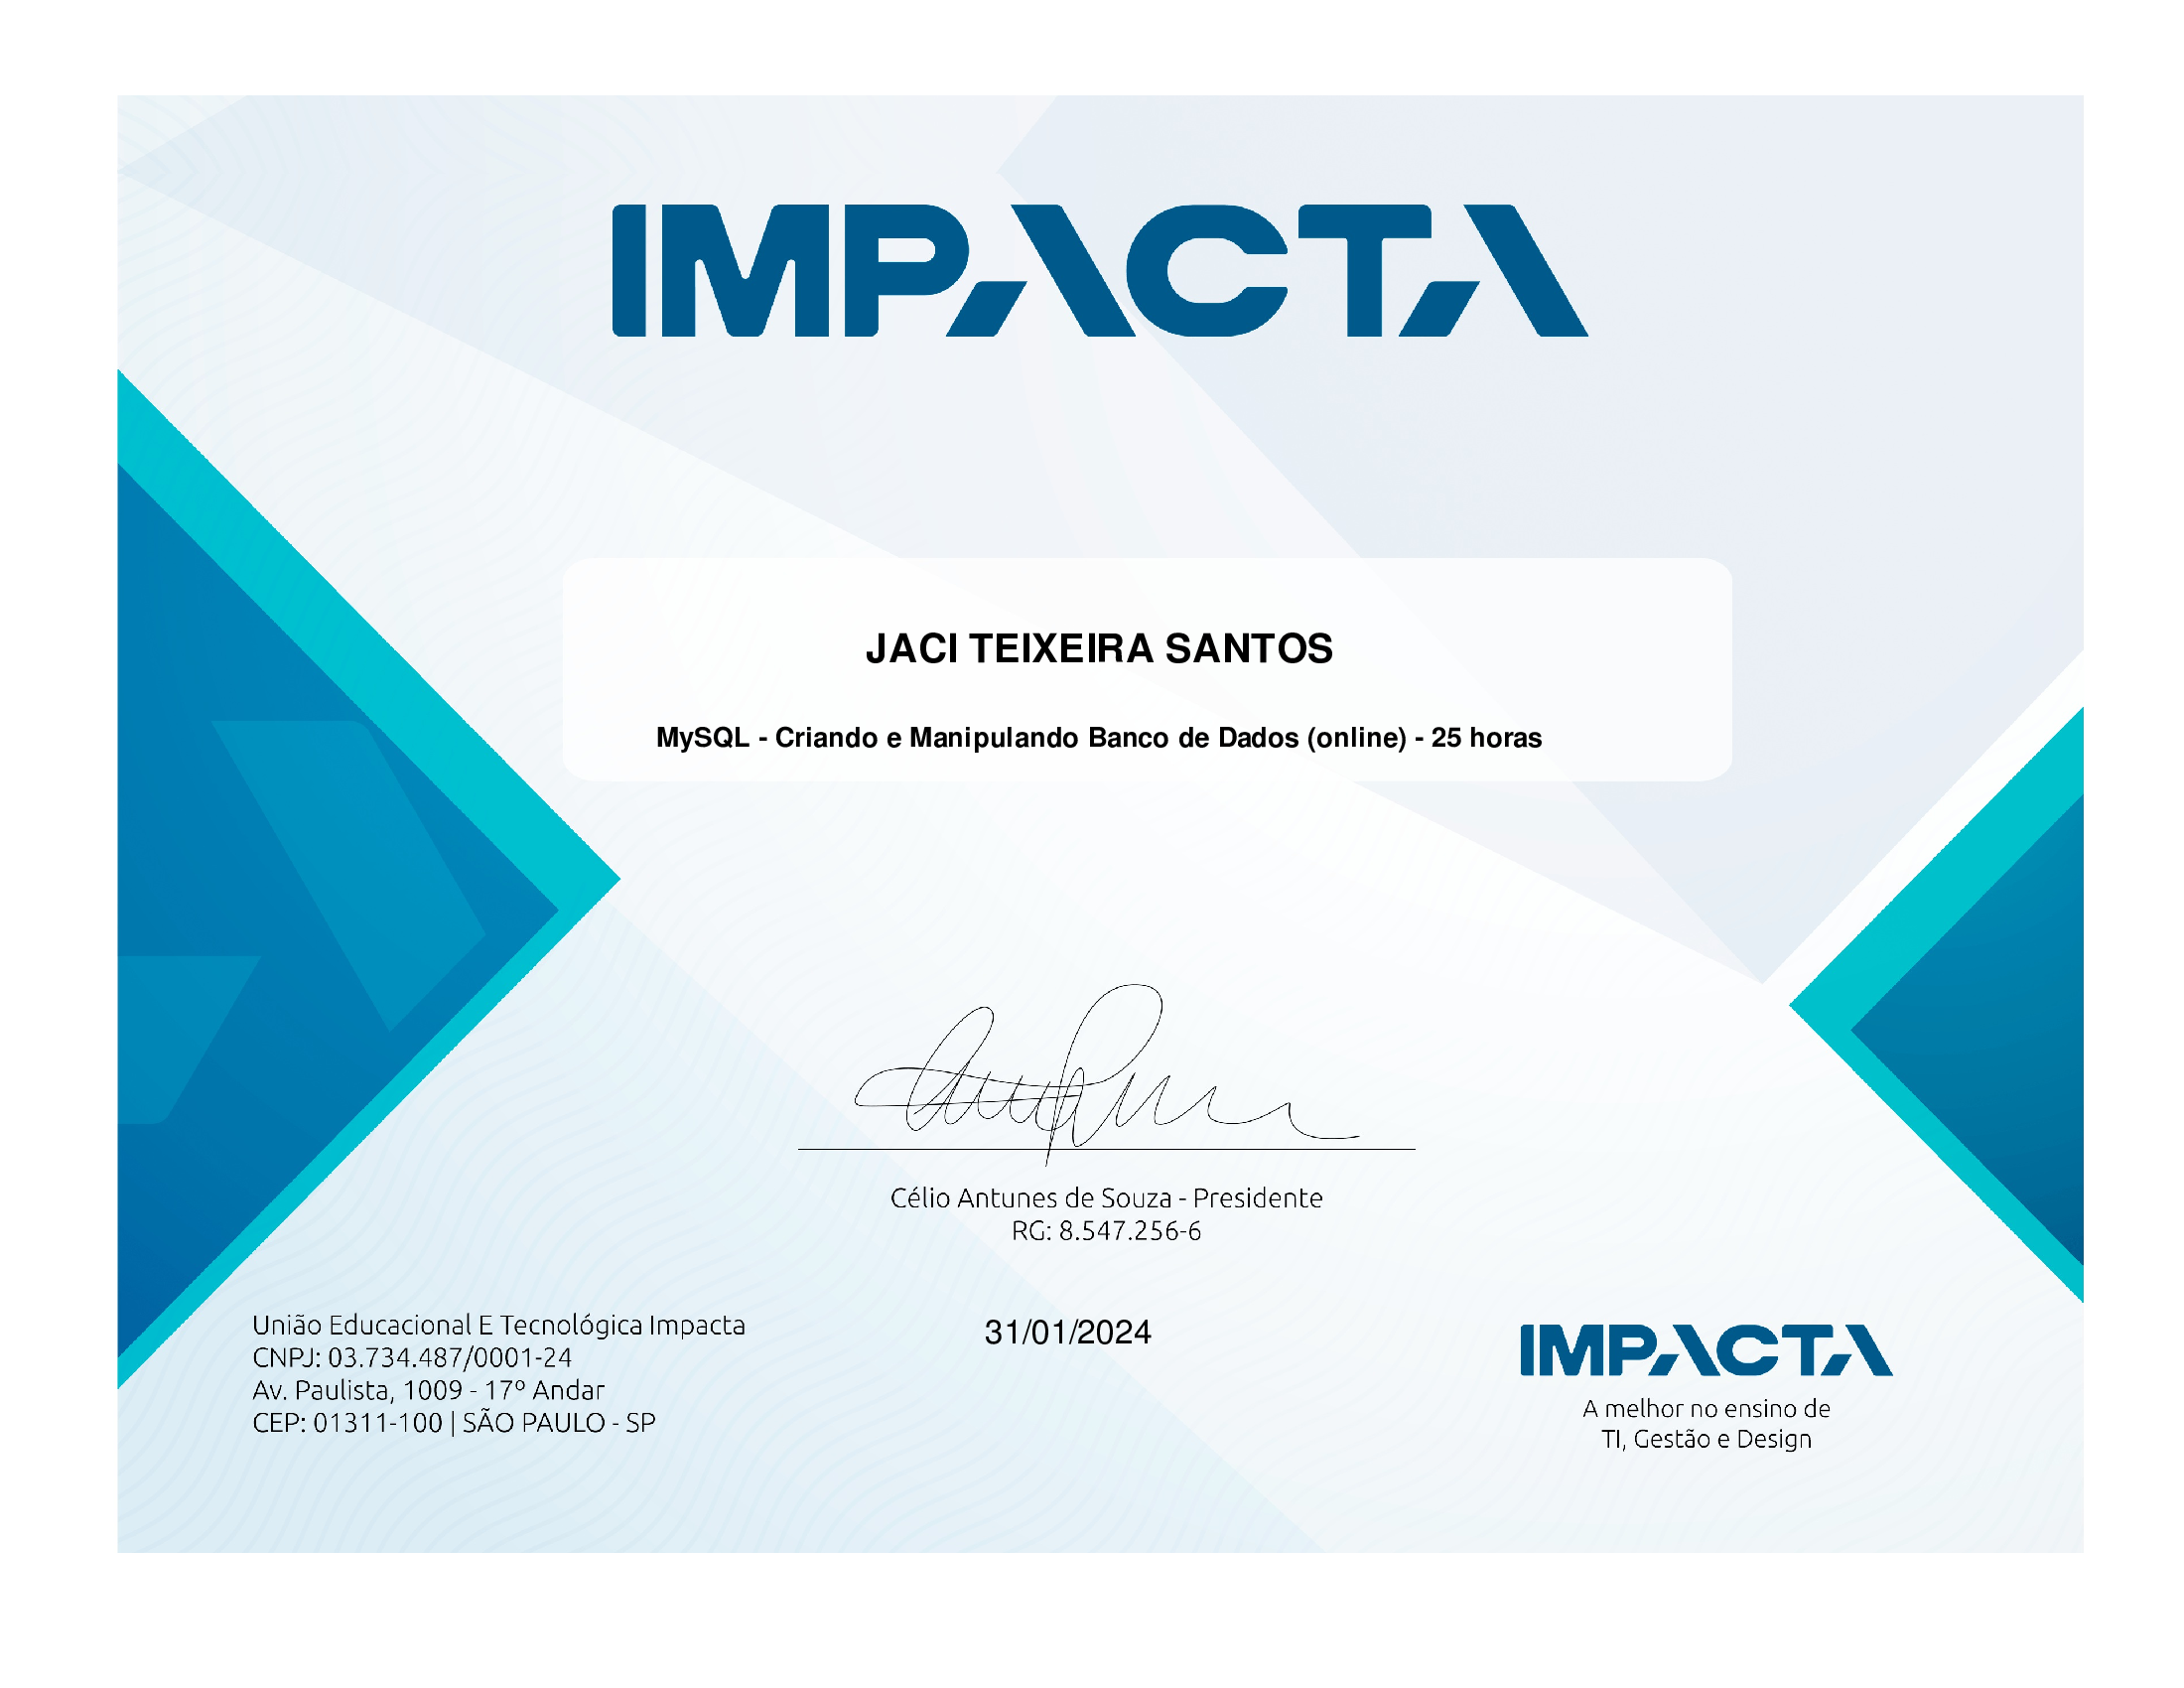 IMPACTA
JACI TEIXEIRA SANTOS
MySQL - Criando e Manipulando Banco de Dados (online) - 25 horas
Célio Antunes de Souza - Presidente
RG: 8.547.256-6
União Educacional E Tecnológica Impacta
CNPJ: 03.734.487/0001-24
Av. Paulista, 1009 - 17º Andar
CEP: 01311-100 | SÃO PAULO - SP
31/01/2024
IMPACTA
A melhor no ensino de
TI, Gestão e Design